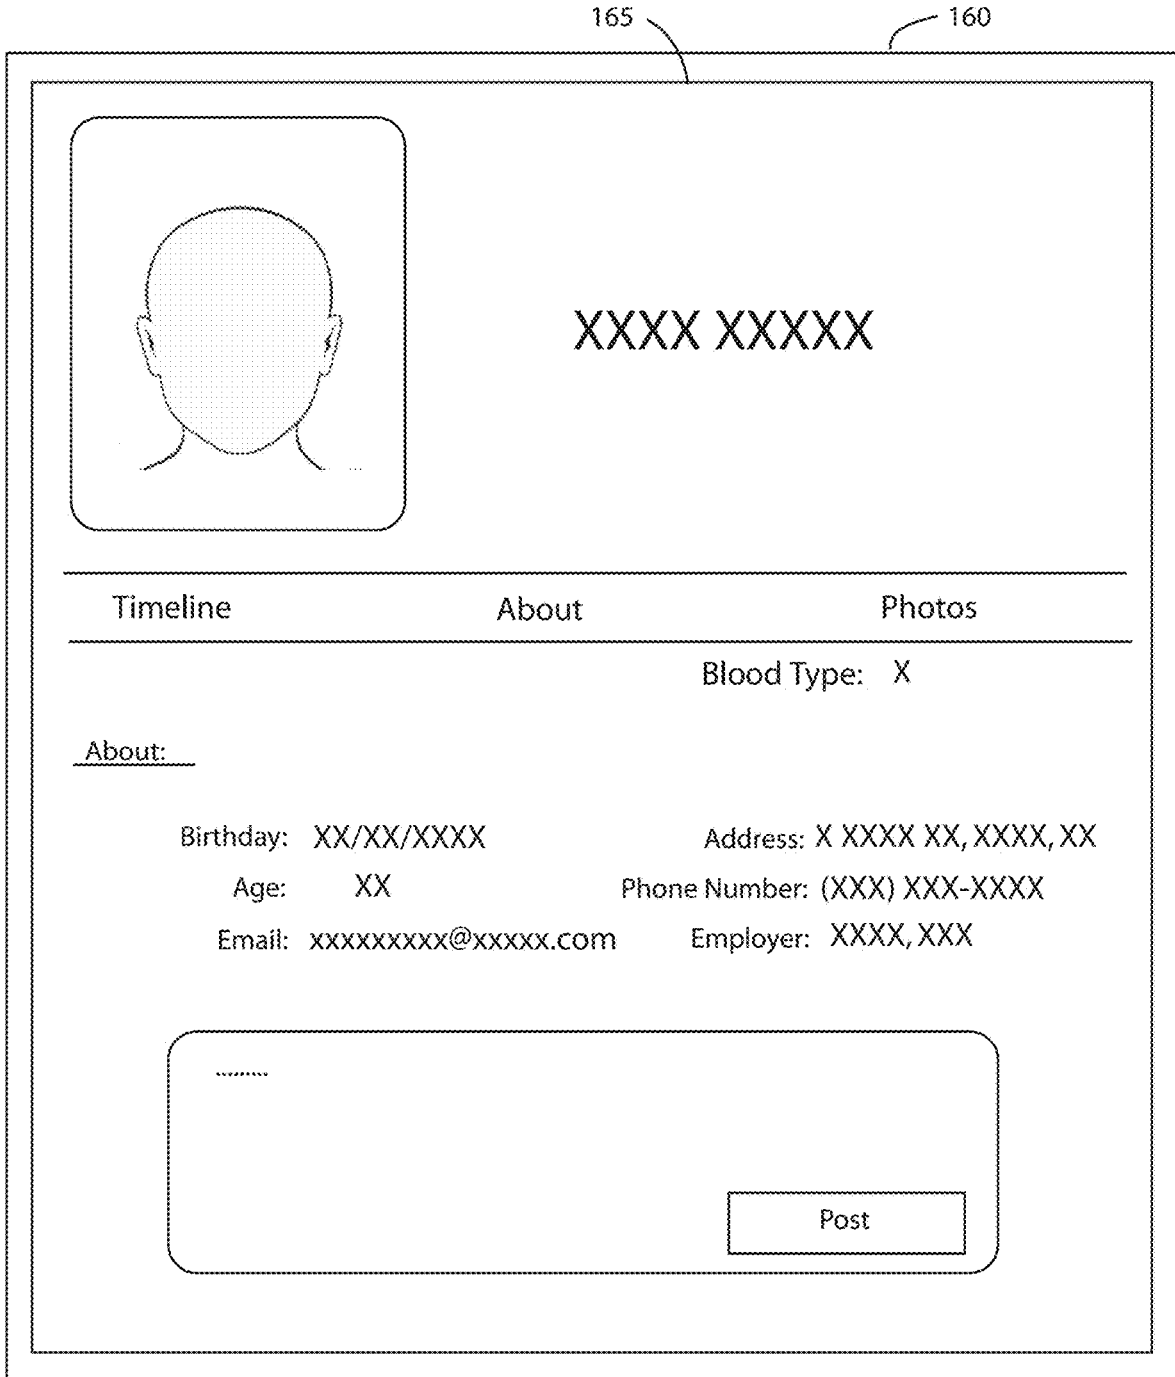 165 160
XXXX XXXXX
Timeline About Photos
Blood Type: X
About:
Birthday: XX/XX/XXXX Address: X XXXX XX, XXXX, XX
Age: XX Phone Number: (XXX) XXX-XXXX
Email: xxxxxxxxx@xxxxx.com Employer: XXXX, XXX
Post